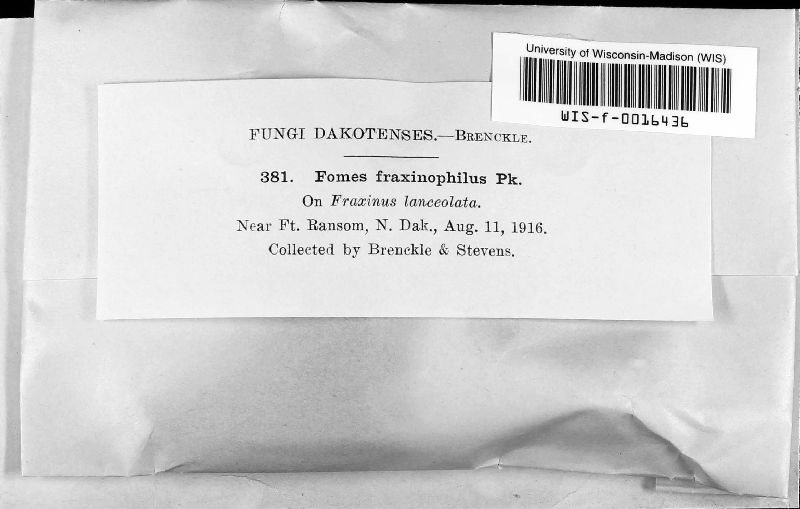 University of Wisconsin-Madison (WIS)
WIS-f-0016436
FUNGI DAKOTENSES.—BRENCKLE.
381. Fomes fraxinophilus Pk.
On Fraxinus lanceolata.
Near Ft. Ransom, N. Dak., Aug. 11, 1916.
Collected by Brenckle & Stevens.